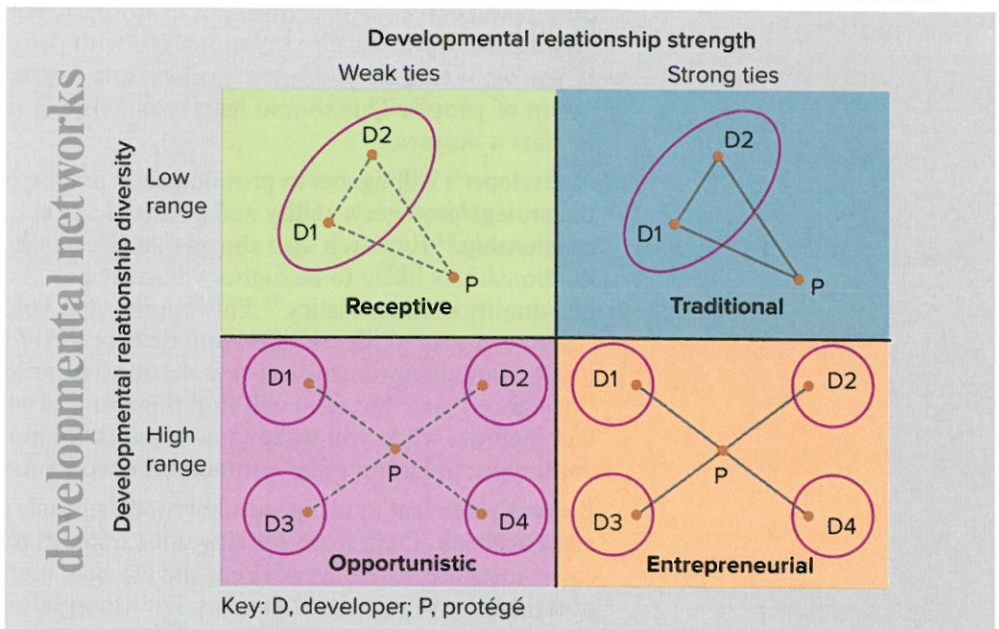 developmental networks
Developmental relationship strength
Weak ties
Strong ties
Developmental relationship diversity
Low
range
D2
D1
P
Receptive
D2
D1
P
Traditional
High
range
D1
D2
P
D3
D4
Opportunistic
D1
D2
P
D3
D4
Entrepreneurial
Key: D, developer; P, protégé